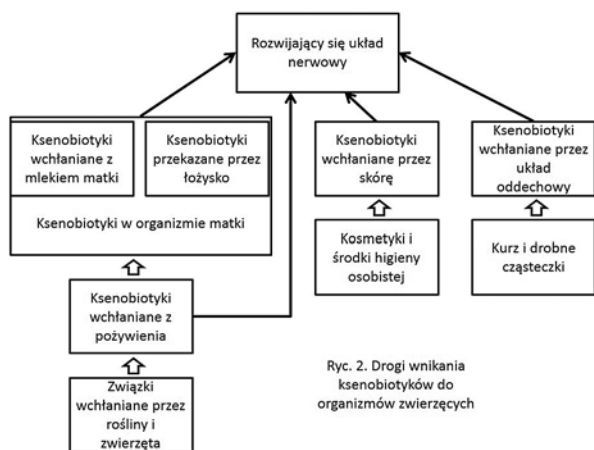 Rozwijający się układ
nerwowy
Ksenobiotyki
wchłaniane z
mlekiem matki
Ksenobiotyki
przekazane przez
łożysko
Ksenobiotyki w organizmie matki
Ksenobiotyki
wchłaniane przez
skórę
Ksenobiotyki
wchłaniane przez
układ
oddechowy
Kosmetyki i
środki higieny
osobistej
Kurz i drobne
cząsteczki
Ksenobiotyki
wchłaniane z
pożywienia
Związki
wchłaniane przez
rośliny i
zwierzęta
Ryc. 2. Drogi wnikania
ksenobiotyków do
organizmów zwierzęcych